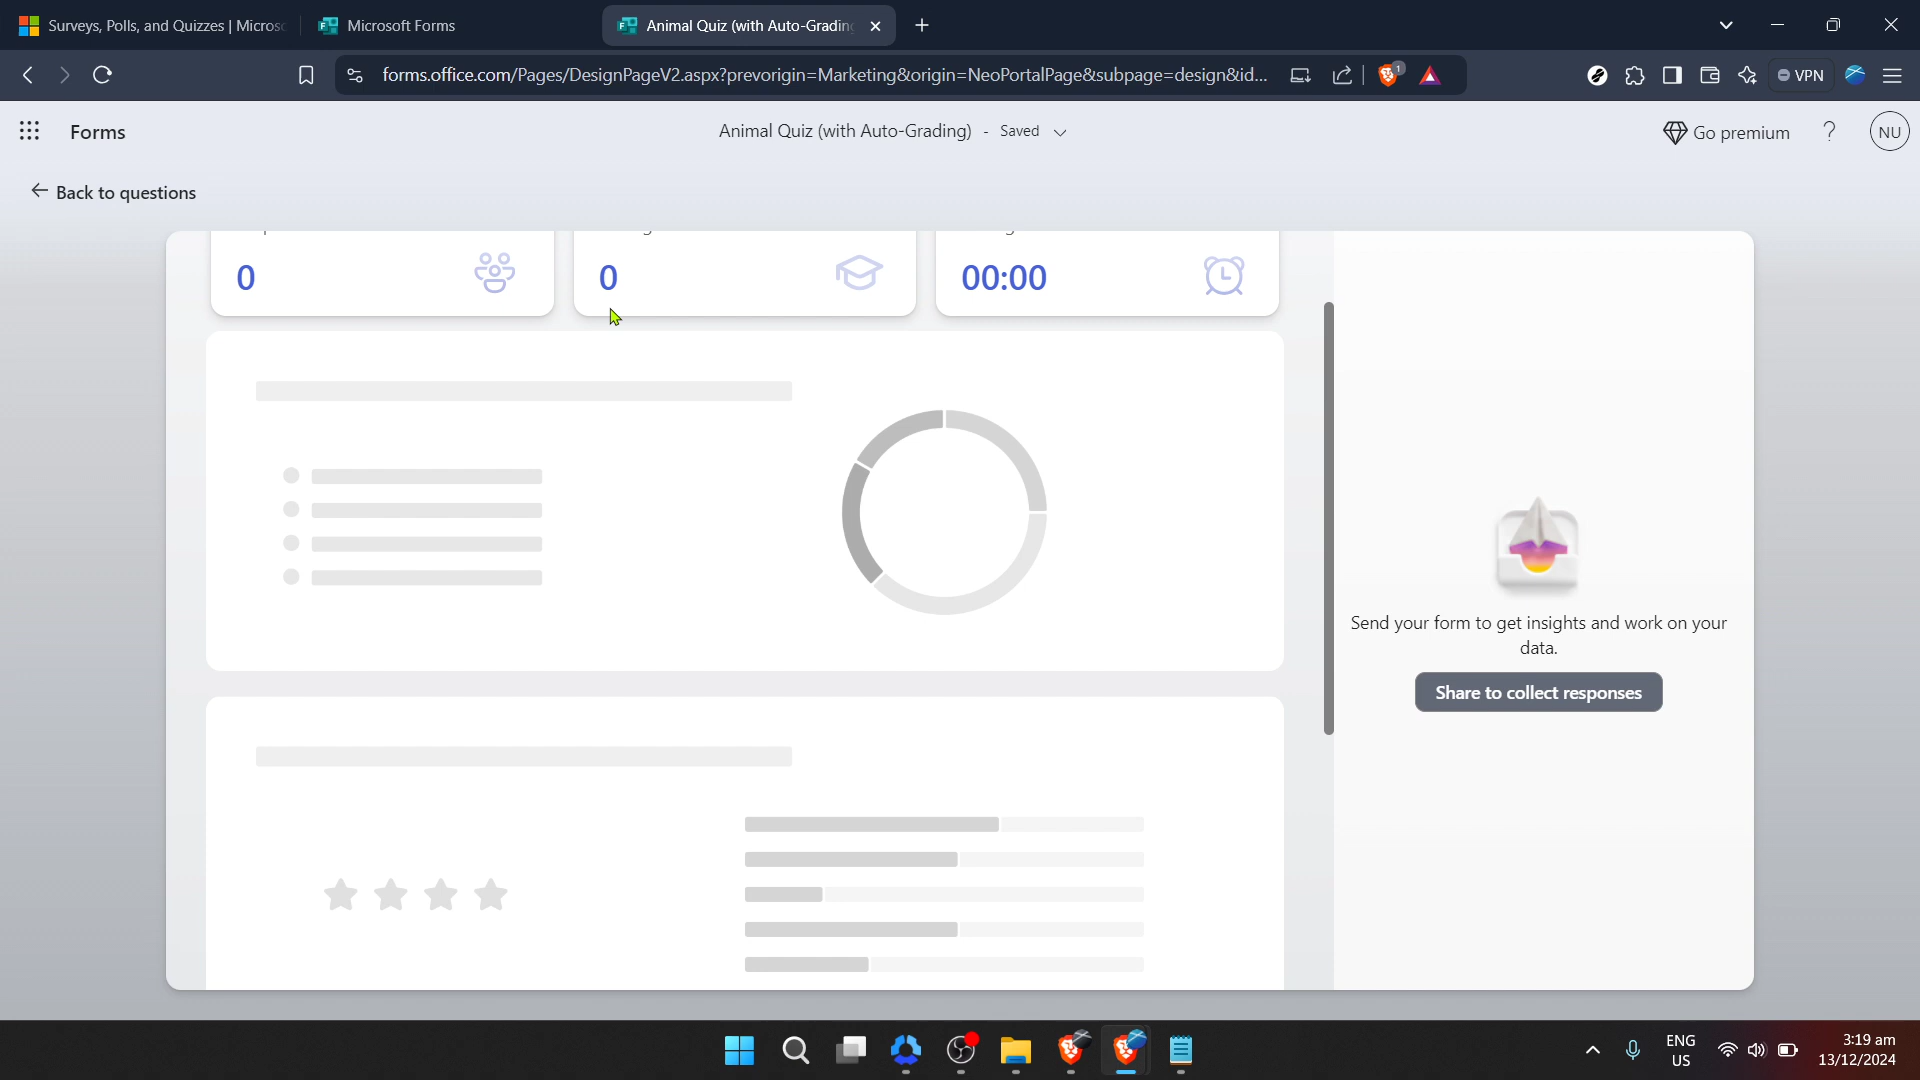 Surveys, Polls, and Quizzes | Micros
Microsoft Forms
Animal Quiz (with Auto-Grading
forms.office.com/Pages/DesignPageV2.aspx?prevorigin=Marketing&origin=NeoPortalPage&subpage=design&id...
1
VPN
Forms
Animal Quiz (with Auto-Grading) - Saved
Go premium
?
NU
Back to questions
0
0
00:00
Send your form to get insights and work on your
data.
Share to collect responses
ENG
US
3:19 am
13/12/2024